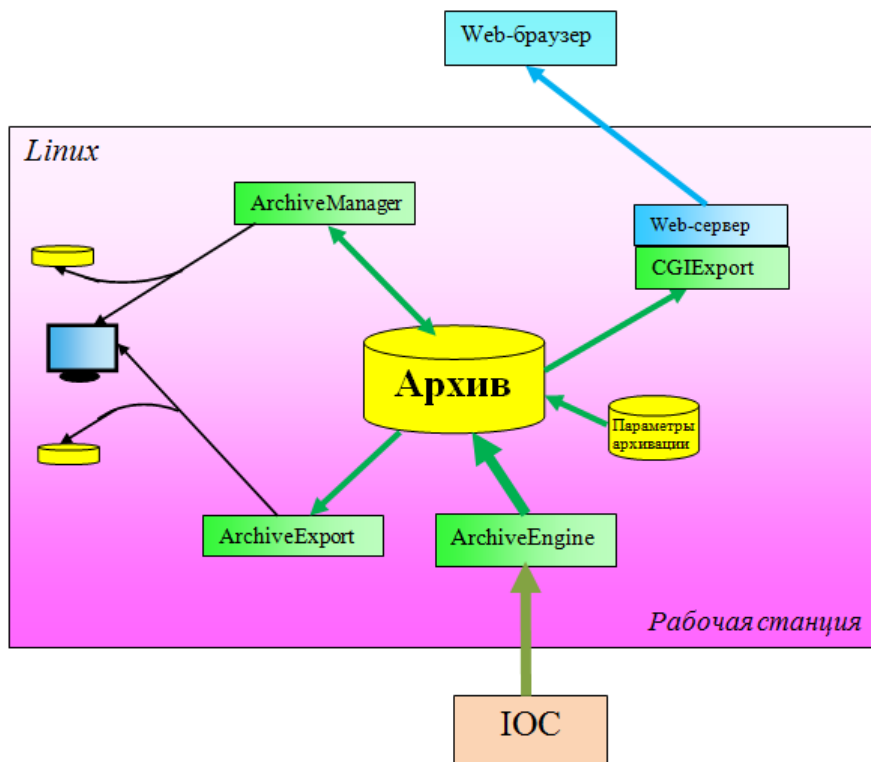 Web-браузер
Linux
ArchiveManager
Web-сервер
CGIExport
Архив
Параметры
архивации
ArchiveExport
ArchiveEngine
Рабочая станция
IOC